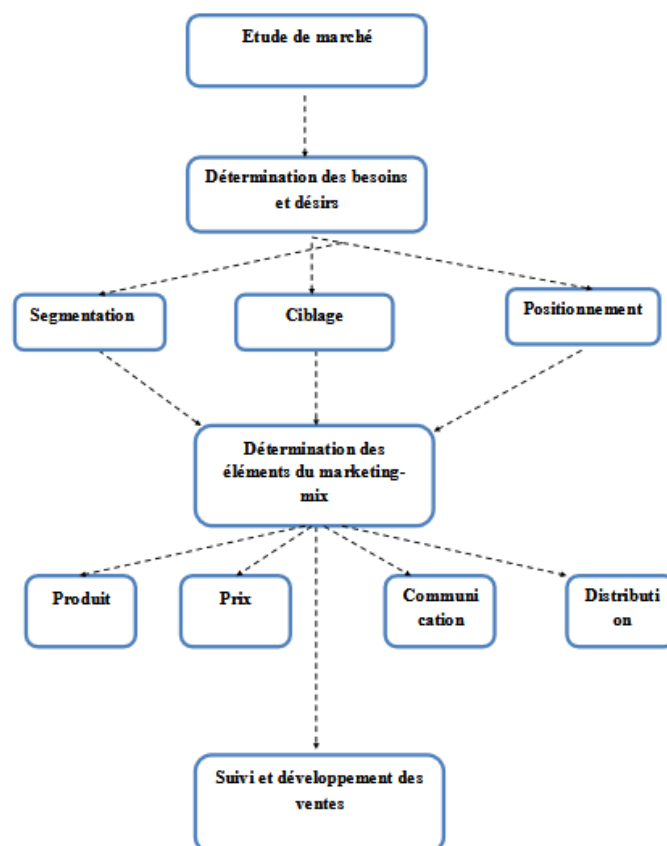 Etude de marché
Détermination des besoins
et désirs
Segmentation
Ciblage
Positionnement
Détermination des
éléments du marketing-
mix
Produit
Prix
Communi
cation
Distributi
on
Suivi et développement des
ventes